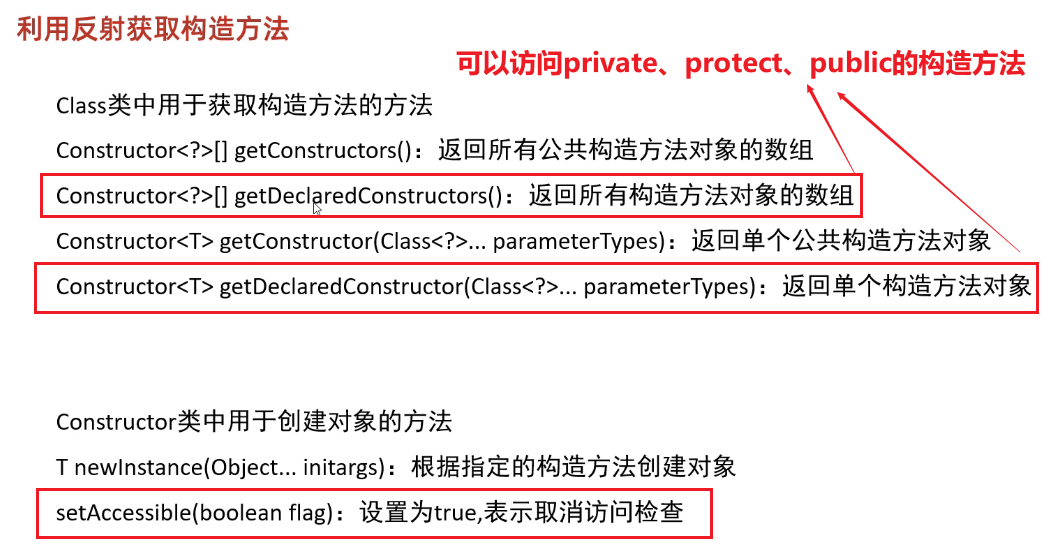 利用反射获取构造方法
可以访问private、protect、public的构造方法
Class类中用于获取构造方法的方法
Constructor<?>[] getConstructors()：返回所有公共构造方法对象的数组
Constructor<?>[] getDeclaredConstructors()：返回所有构造方法对象的数组
Constructor<T> getConstructor(Class<?>... parameterTypes)：返回单个公共构造方法对象
Constructor<T> getDeclaredConstructor(Class<?>... parameterTypes)：返回单个构造方法对象
Constructor类中用于创建对象的方法
T newInstance(Object... initargs)：根据指定的构造方法创建对象
setAccessible(boolean flag)：设置为true,表示取消访问检查